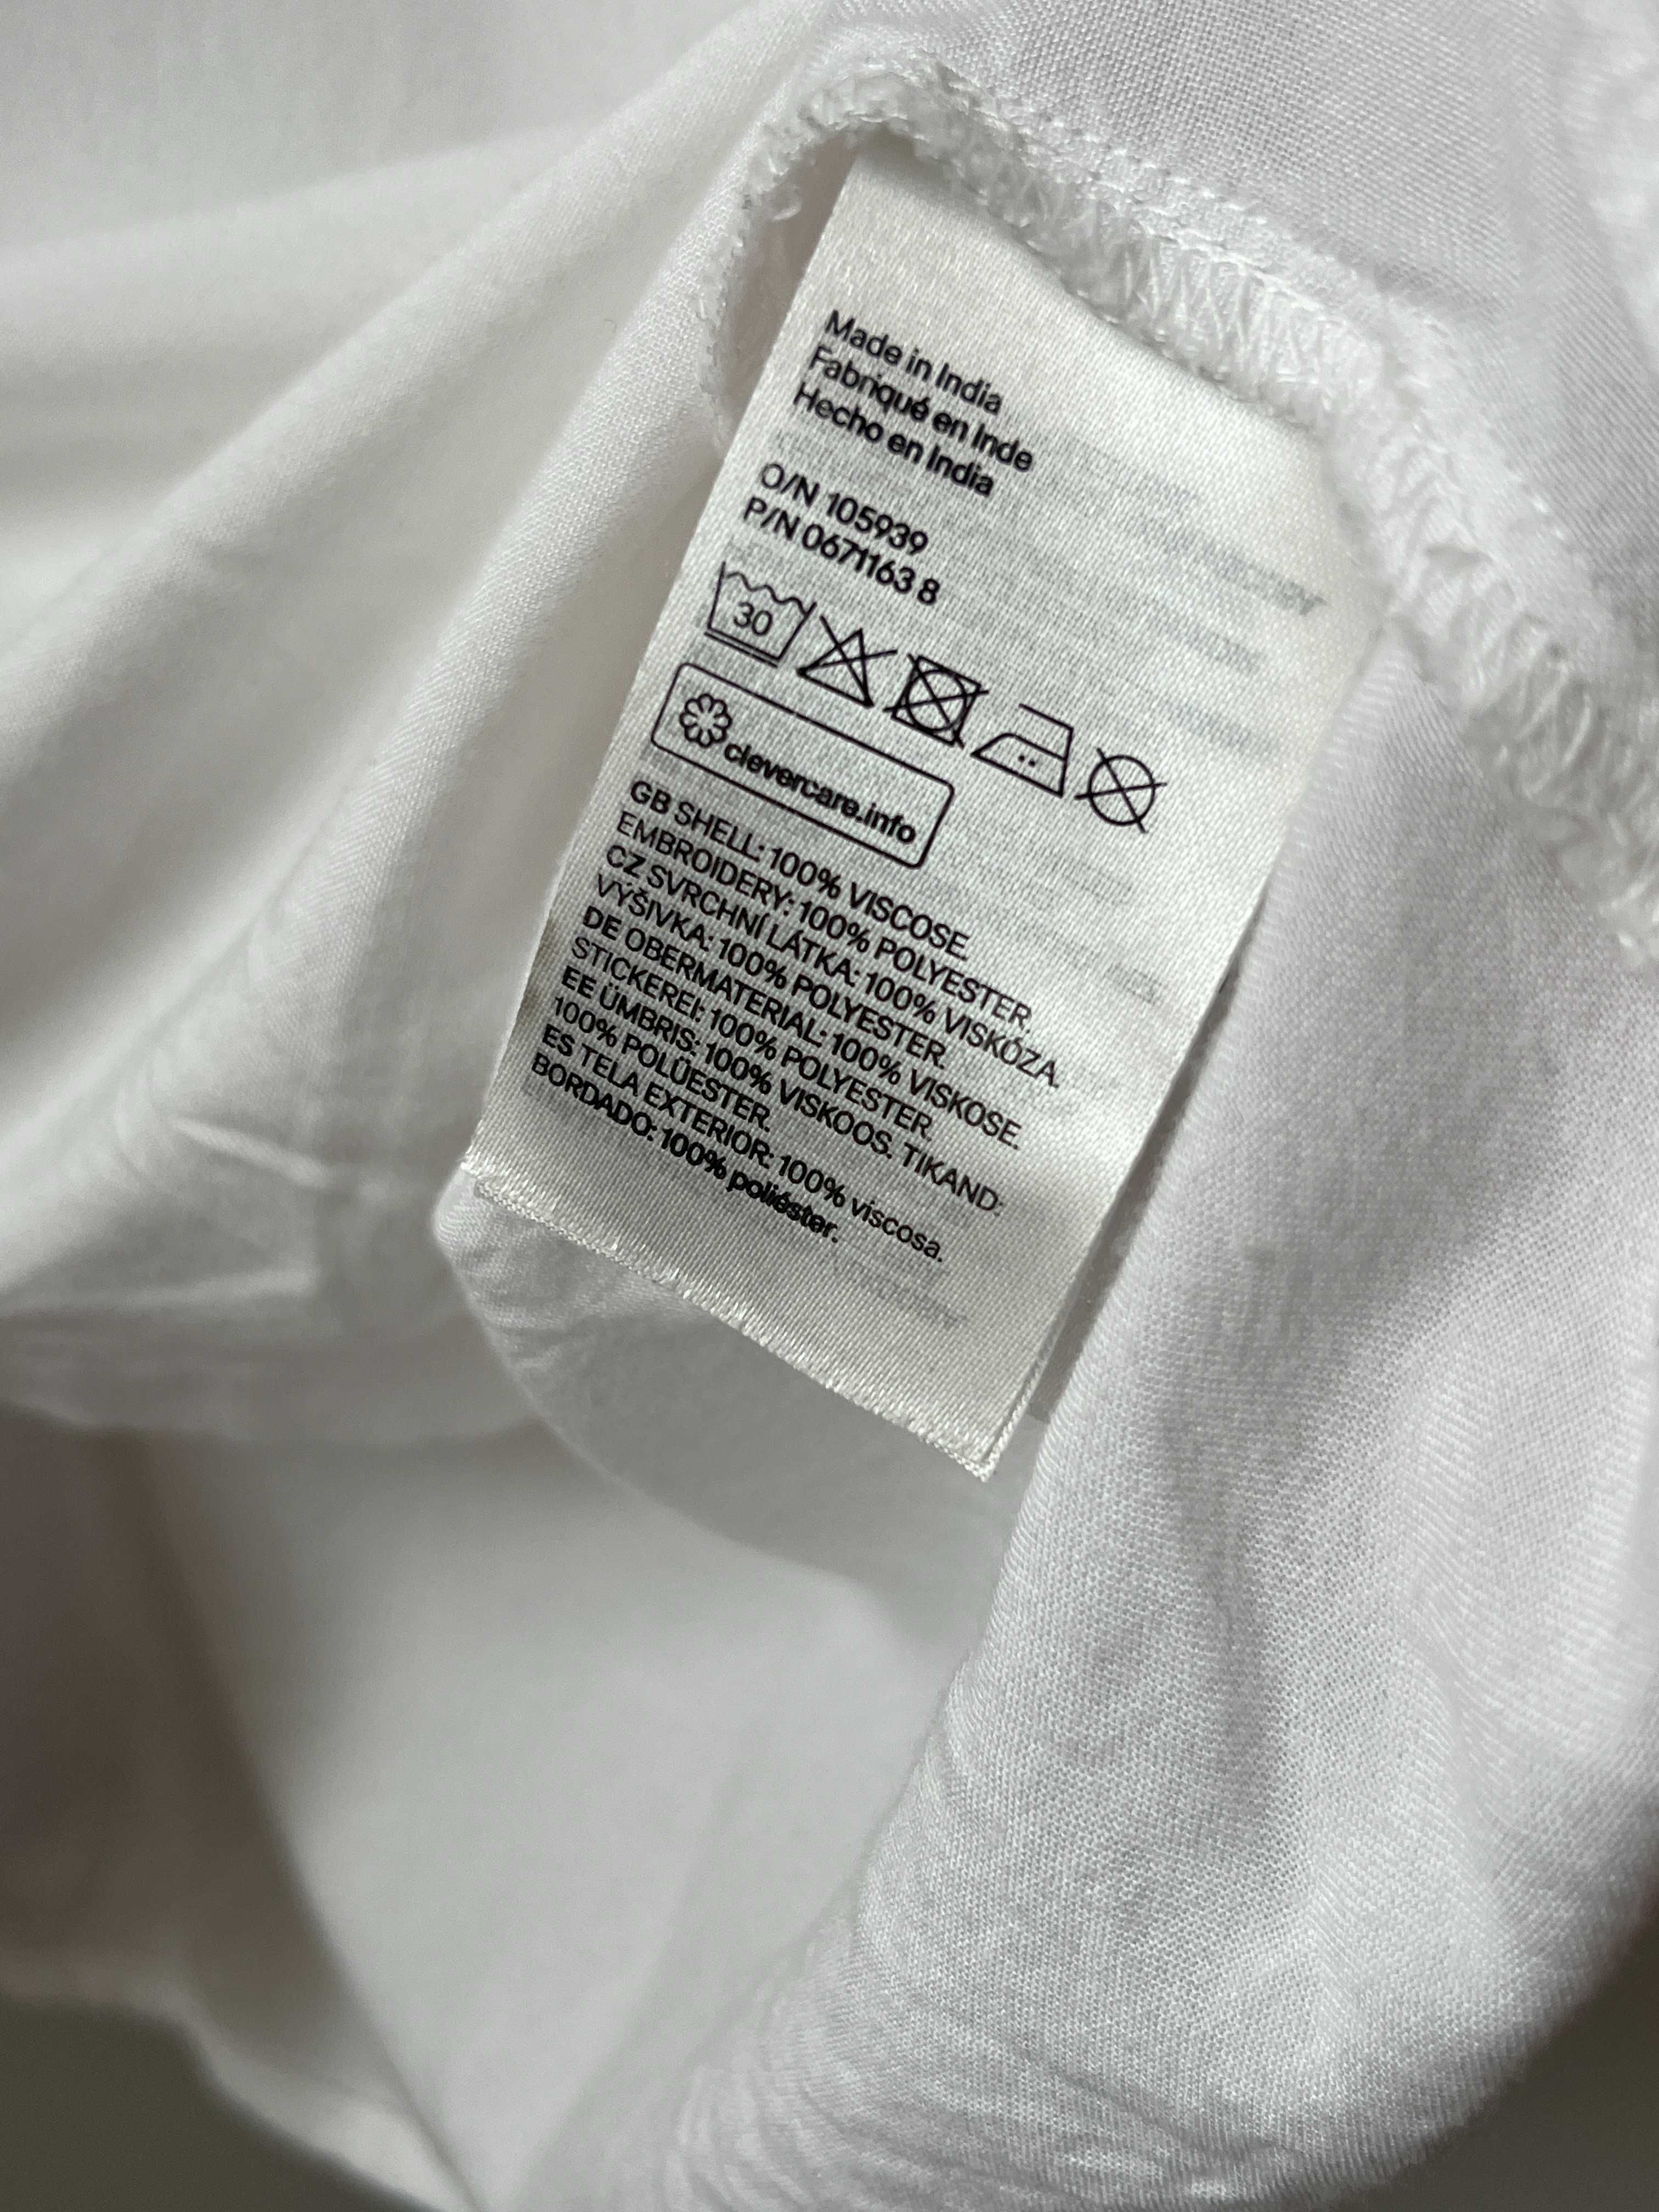 Made in India
Fabriqué en Inde
Hecho en India
O/N 105939
P/N 0671163 8
30
clevercare.info
GB SHELL: 100% VISCOSE.
EMBROIDERY: 100% POLYESTER.
CZ SVRCHNÍ LÁTKA: 100% VISKÓZA.
VÝŠIVKA: 100% POLYESTER.
DE OBERMATERIAL: 100% VISKOSE.
STICKEREI: 100% POLYESTER.
EE ÜMBRIS: 100% VISKOOS. TIKAND:
100% POLÜESTER.
ES TELA EXTERIOR: 100% viscosa.
BORDADO: 100% poliéster.